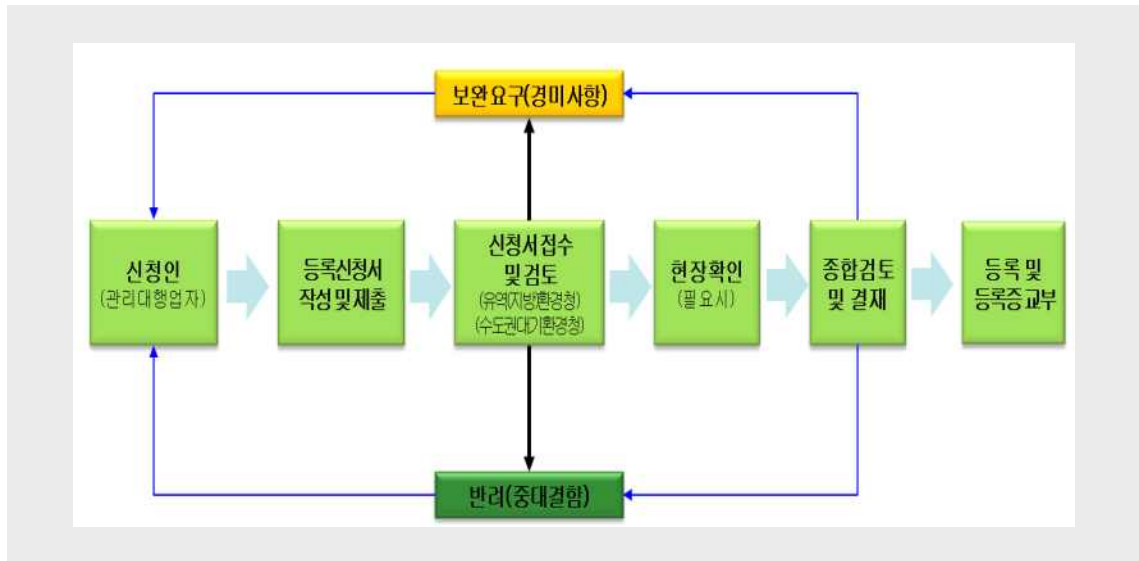 보완요구(경미사항)
신청인
(관리대행업자)
등록신청서
작성 및 제출
신청서 접수
및 검토
(유역(지방)환경청)
(수도권대기환경청)
현장확인
(필요시)
종합검토
및 결재
등록 및
등록증 교부
반려(중대결함)